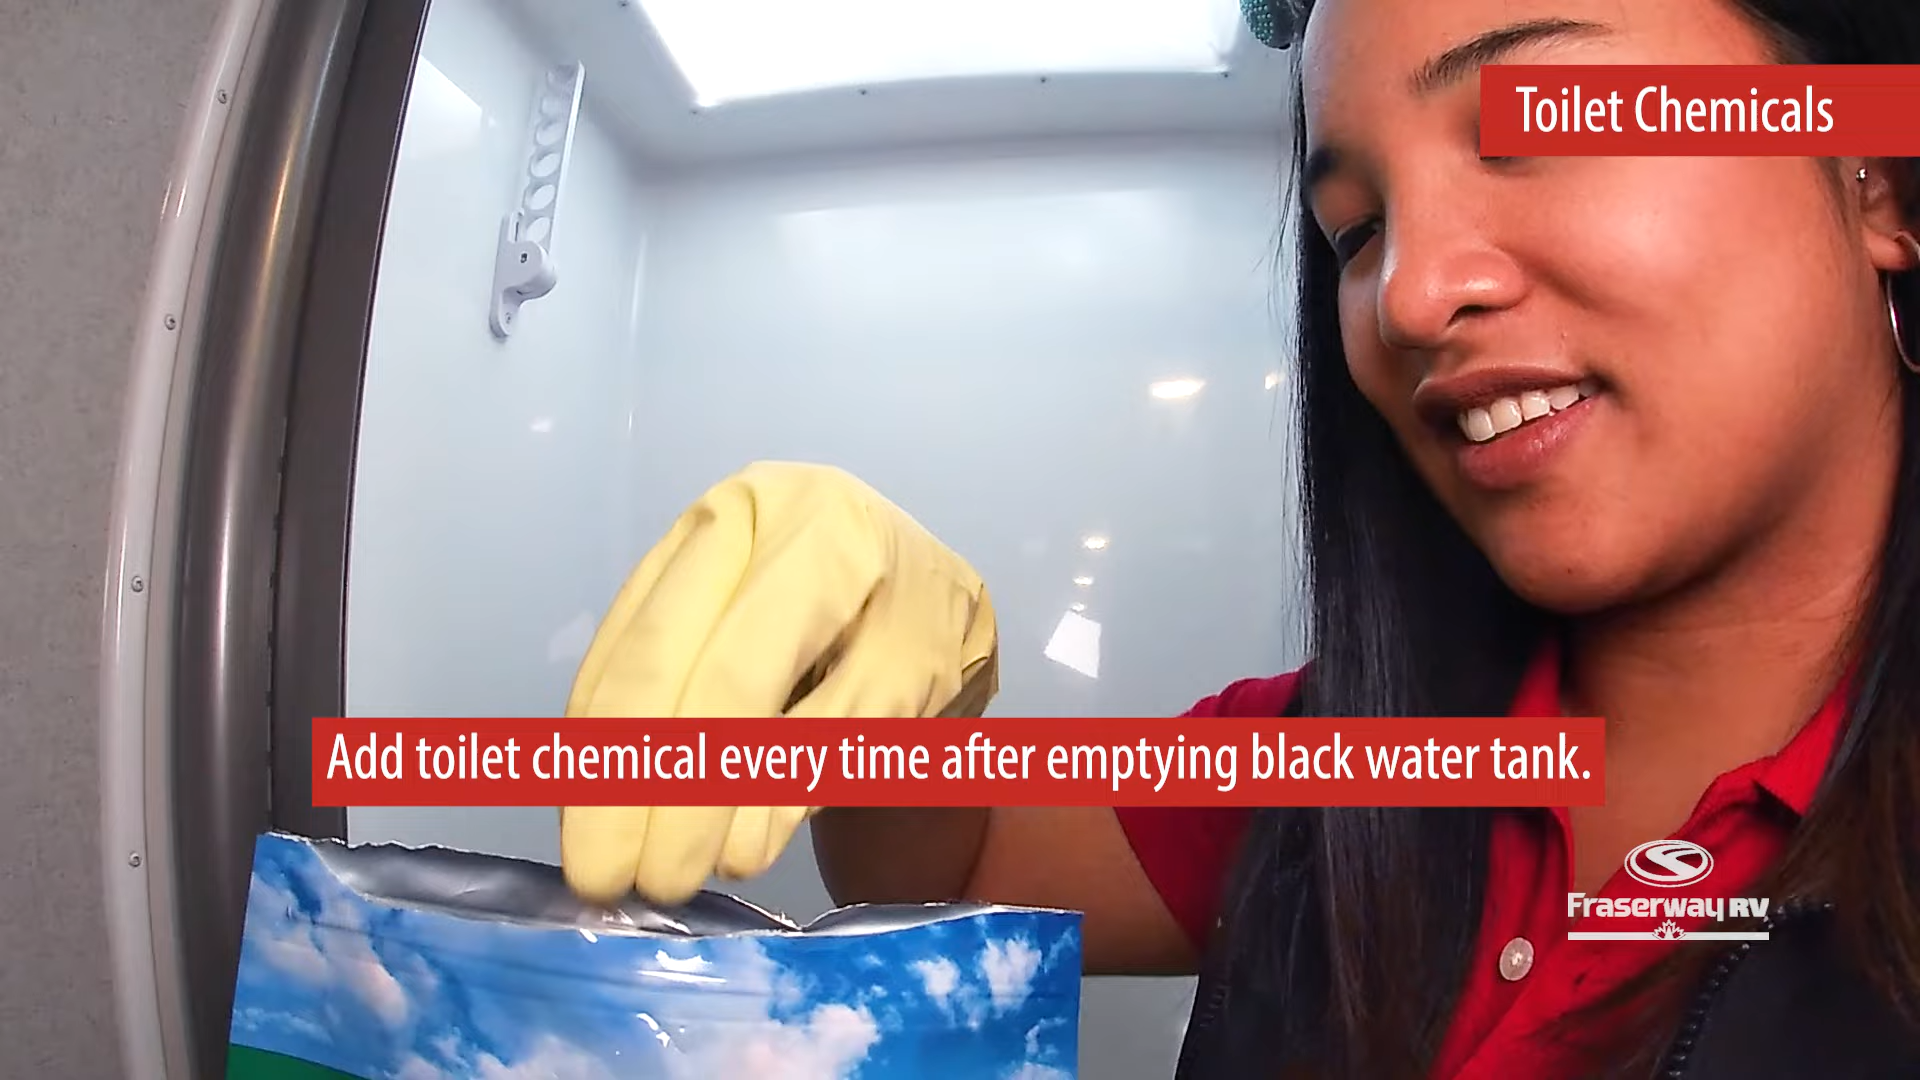 Toilet Chemicals
Add toilet chemical every time after emptying black water tank.
Fraserway RV